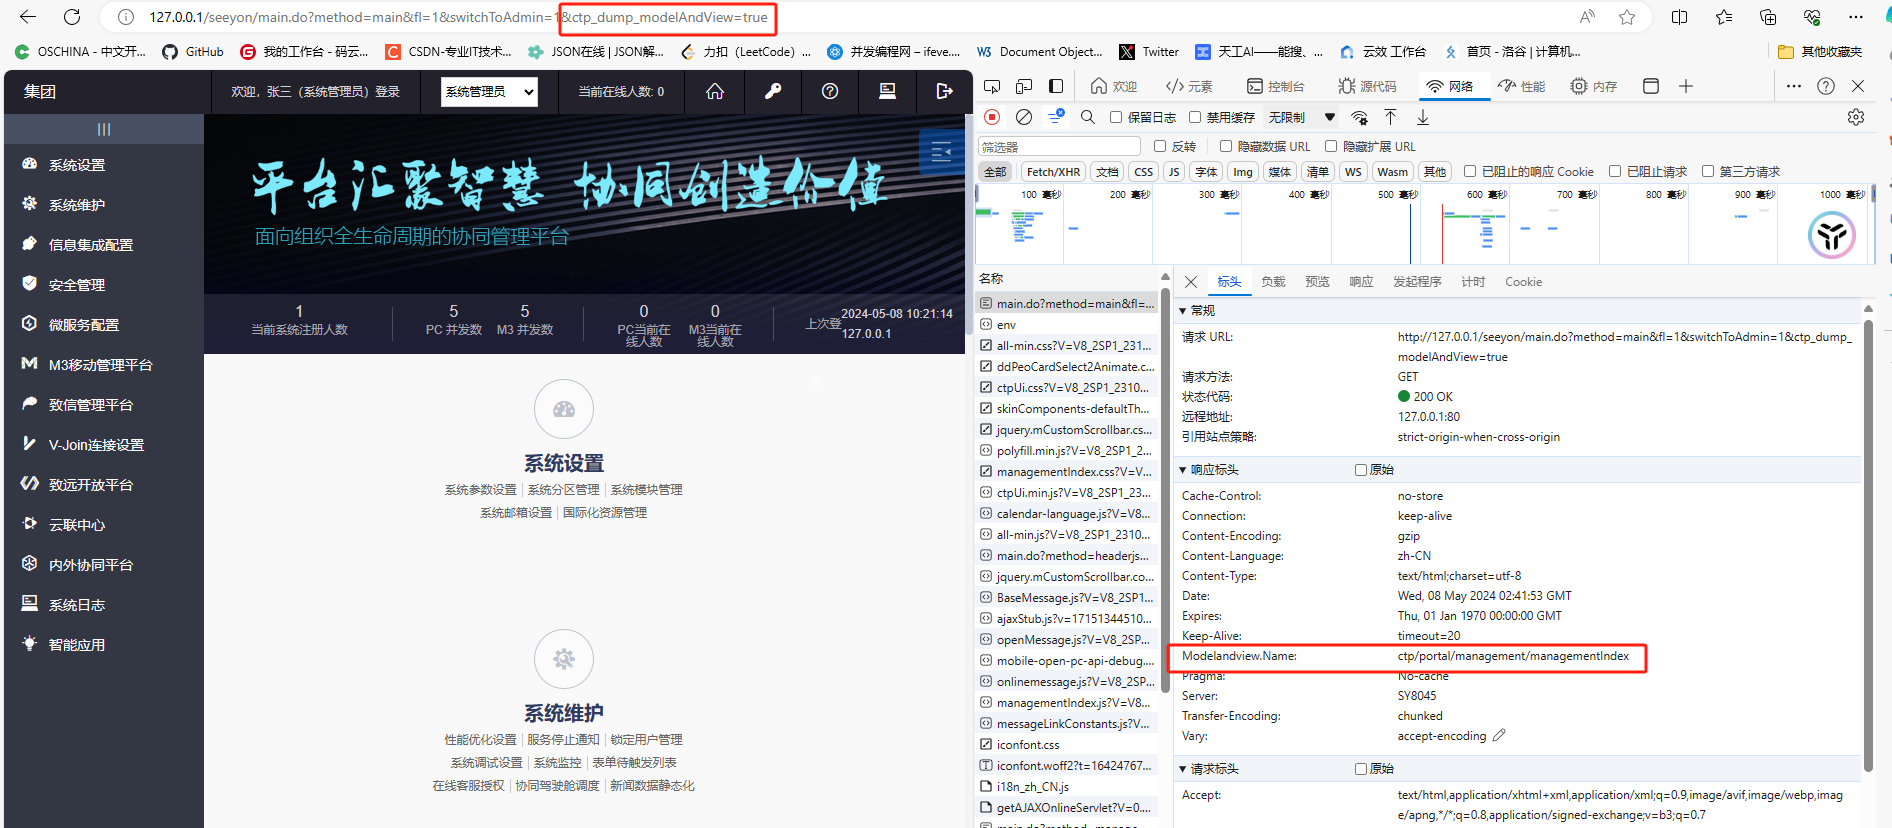 127.0.0.1/seeyon/main.do?method=main&fl=1&switchToAdmin=1&ctp_dump_modelAndView=true
OSCHINA - 中文开...
GitHub
我的工作台 - 码云...
CSDN-专业IT技术...
JSON在线 | JSON解...
力扣（LeetCode）...
并发编程网 – ifeve....
Document Object...
Twitter
天工AI——能搜、...
云效 工作台
首页 - 洛谷 | 计算机...
其他收藏夹
集团
欢迎，张三（系统管理员）登录
系统管理员
当前在线人数: 0
系统设置
系统维护
信息集成配置
安全管理
微服务配置
M3移动管理平台
致信管理平台
V-Join连接设置
致远开放平台
云联中心
内外协同平台
系统日志
智能应用
平台汇聚智慧 协同创造价值
面向组织全生命周期的协同管理平台
1
当前系统注册人数
5
PC 并发数
5
M3 并发数
0
PC当前在
线人数
0
M3当前在
线人数
上次登
2024-05-08 10:21:14
127.0.0.1
系统设置
系统参数设置 | 系统分区管理 | 系统模块管理
系统邮箱设置 | 国际化资源管理
系统维护
性能优化设置 | 服务停止通知 | 锁定用户管理
系统调试设置 | 系统监控 | 表单待触发列表
在线客服授权 | 协同驾驶舱调度 | 新闻数据静态化
欢迎
元素
控制台
源代码
网络
性能
内存
保留日志
禁用缓存
无限制
筛选器
反转
隐藏数据 URL
隐藏扩展 URL
全部
Fetch/XHR
文档
CSS
JS
字体
Img
媒体
清单
WS
Wasm
其他
已阻止的响应 Cookie
已阻止请求
第三方请求
100 毫秒
200 毫秒
300 毫秒
400 毫秒
500 毫秒
600 毫秒
700 毫秒
800 毫秒
900 毫秒
1000 毫秒
名称
main.do?method=main&fl=...
env
all-min.css?V=V8_2SP1_231...
ddPeoCardSelect2Animate.c...
ctpUi.css?V=V8_2SP1_2310...
skinComponents-defaultTh...
jquery.mCustomScrollbar.cs...
polyfill.min.js?V=V8_2SP1_2...
managementIndex.css?V=V...
ctpUi.min.js?V=V8_2SP1_23...
calendar-language.js?V=V8...
all-min.js?V=V8_2SP1_2310...
main.do?method=headerjs...
jquery.mCustomScrollbar.co...
BaseMessage.js?V=V8_2SP1...
ajaxStub.js?v=17151344510...
openMessage.js?V=V8_2SP...
mobile-open-pc-api-debug....
onlinemessage.js?V=V8_2SP...
managementIndex.js?V=V8...
messageLinkConstants.js?V...
iconfont.css
iconfont.woff2?t=16424767...
i18n_zh_CN.js
getAJAXOnlineServlet?V=0....
标头
负载
预览
响应
发起程序
计时
Cookie
常规
请求 URL:
http://127.0.0.1/seeyon/main.do?method=main&fl=1&switchToAdmin=1&ctp_dump_
modelAndView=true
请求方法:
GET
状态代码:
200 OK
远程地址:
127.0.0.1:80
引用站点策略:
strict-origin-when-cross-origin
响应标头
原始
Cache-Control:
no-store
Connection:
keep-alive
Content-Encoding:
gzip
Content-Language:
zh-CN
Content-Type:
text/html;charset=utf-8
Date:
Wed, 08 May 2024 02:41:53 GMT
Expires:
Thu, 01 Jan 1970 00:00:00 GMT
Keep-Alive:
timeout=20
Modelandview.Name:
ctp/portal/management/managementIndex
Pragma:
No-cache
Server:
SY8045
Transfer-Encoding:
chunked
Vary:
accept-encoding
请求标头
原始
Accept:
text/html,application/xhtml+xml,application/xml;q=0.9,image/avif,image/webp,imag
e/apng,*/*;q=0.8,application/signed-exchange;v=b3;q=0.7